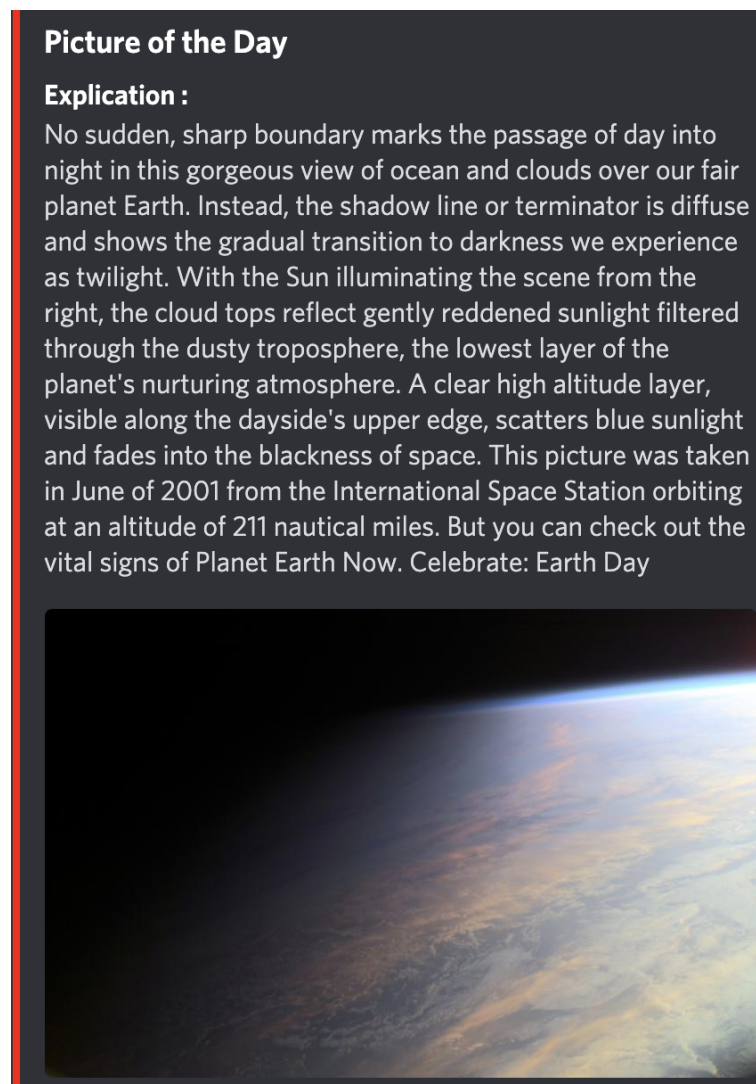 Picture of the Day
Explication :
No sudden, sharp boundary marks the passage of day into
night in this gorgeous view of ocean and clouds over our fair
planet Earth. Instead, the shadow line or terminator is diffuse
and shows the gradual transition to darkness we experience
as twilight. With the Sun illuminating the scene from the
right, the cloud tops reflect gently reddened sunlight filtered
through the dusty troposphere, the lowest layer of the
planet's nurturing atmosphere. A clear high altitude layer,
visible along the dayside's upper edge, scatters blue sunlight
and fades into the blackness of space. This picture was taken
in June of 2001 from the International Space Station orbiting
at an altitude of 211 nautical miles. But you can check out the
vital signs of Planet Earth Now. Celebrate: Earth Day